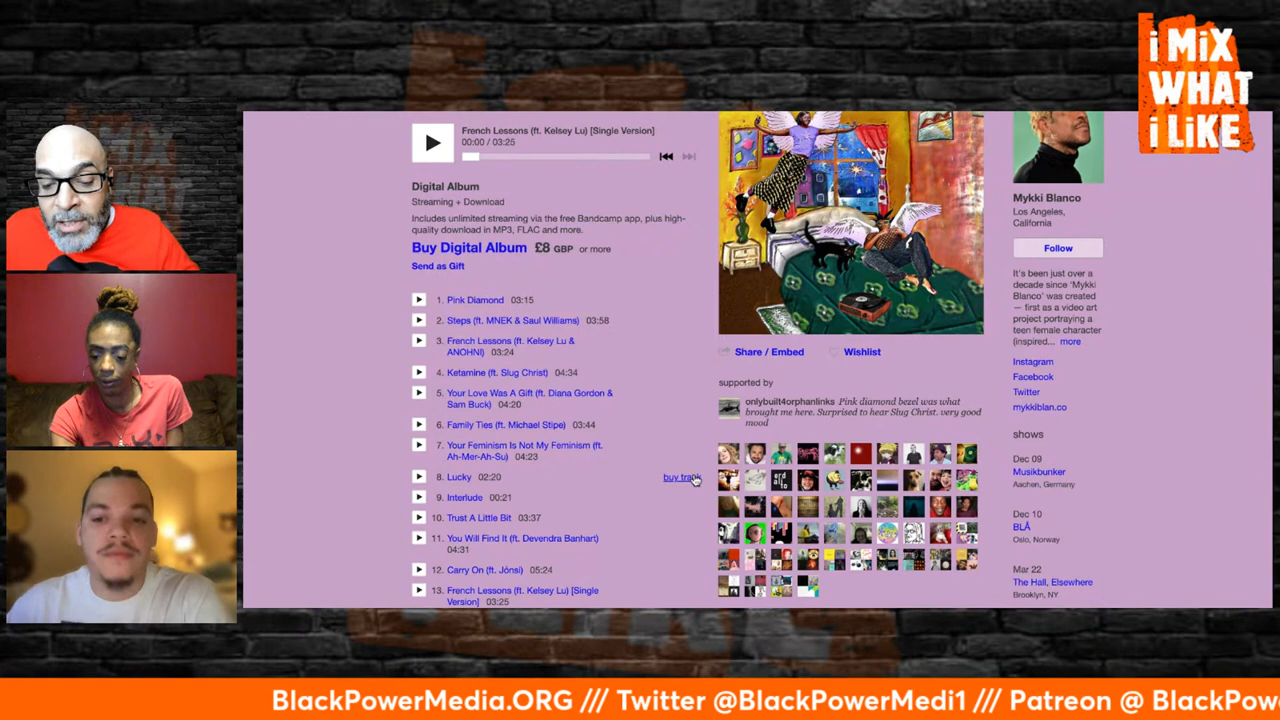 i MiX
WHAT
i LiKE
French Lessons (ft. Kelsey Lu) [Single Version]
00:00 / 03:25
Digital Album
Streaming + Download
Includes unlimited streaming via the free Bandcamp app, plus high-
quality download in MP3, FLAC and more.
Buy Digital Album £8 GBP or more
Send as Gift
1. Pink Diamond 03:15
2. Steps (ft. MNEK & Saul Williams) 03:58
3. French Lessons (ft. Kelsey Lu &
ANOHNI) 03:24
4. Ketamine (ft. Slug Christ) 04:34
5. Your Love Was A Gift (ft. Diana Gordon &
Sam Buck) 04:20
6. Family Ties (ft. Michael Stipe) 03:44
7. Your Feminism Is Not My Feminism (ft.
Ah-Mer-Ah-Su) 04:23
8. Lucky 02:20 buy track
9. Interlude 00:21
10. Trust A Little Bit 03:37
11. You Will Find It (ft. Devendra Banhart)
04:31
12. Carry On (ft. Jónsi) 05:24
13. French Lessons (ft. Kelsey Lu) [Single
Version] 03:25
Share / Embed Wishlist
supported by
onlybuilt4orphanlinks Pink diamond bezel was what
brought me here. Surprised to hear Slug Christ. very good
mood
Mykki Blanco
Los Angeles,
California
Follow
It's been just over a
decade since 'Mykki
Blanco' was created
— first as a video art
project portraying a
teen female character
(inspired... more
Instagram
Facebook
Twitter
mykkiblan.co
shows
Dec 09
Musikbunker
Aachen, Germany
Dec 10
BLÅ
Oslo, Norway
Mar 22
The Hall, Elsewhere
Brooklyn, NY
BlackPowerMedia.ORG /// Twitter @BlackPowerMedi1 /// Patreon @ BlackPow